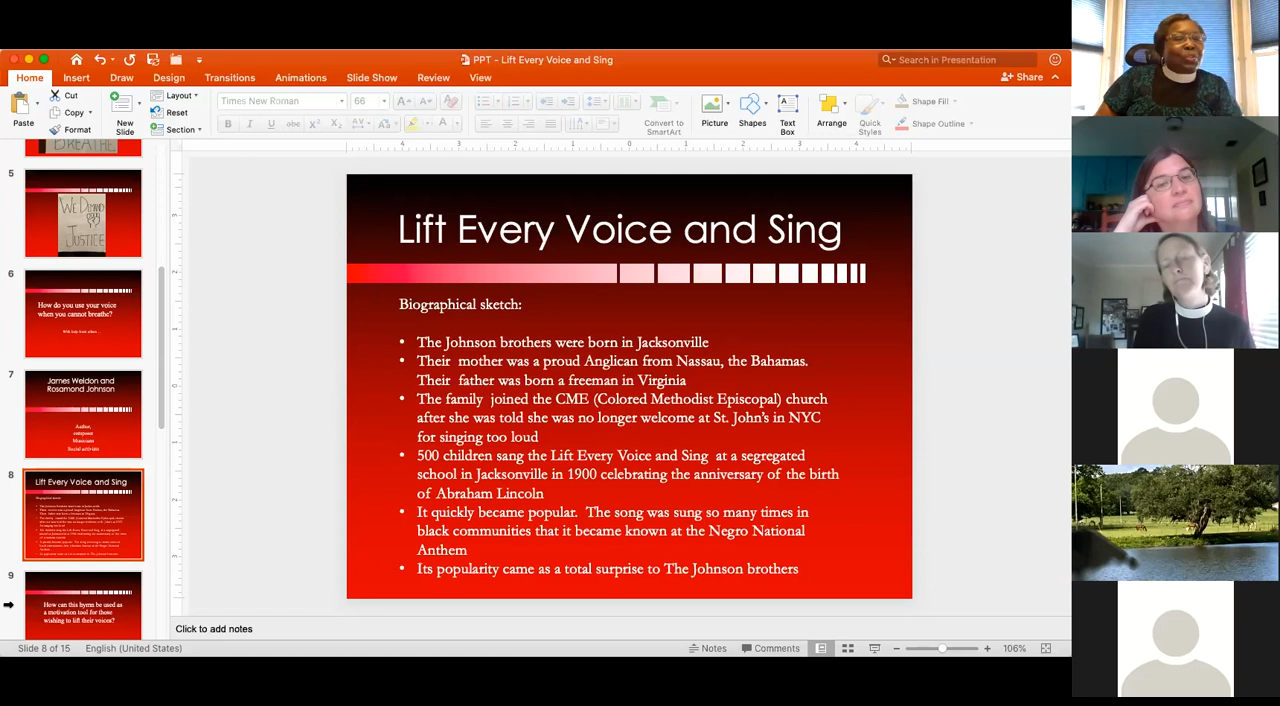 PPT - Lift Every Voice and Sing
Search in Presentation
Home
Insert
Draw
Design
Transitions
Animations
Slide Show
Review
View
Share
Paste
Cut
Copy
Format
New
Slide
Layout
Reset
Section
Times New Roman
66
Convert to
SmartArt
Picture
Shapes
Text
Box
Arrange
Quick
Styles
Shape Fill
Shape Outline
BREATHE
5
WE DEMAND
JUSTICE
6
How do you use your voice
when you cannot breathe?
7
James Weldon and
Rosamond Johnson
Author,
composer
Musicians
Social activists
8
Lift Every Voice and Sing
9
How can this hymn be used as
a motivation tool for those
wishing to lift their voices?
Lift Every Voice and Sing
Biographical sketch:
• The Johnson brothers were born in Jacksonville
• Their mother was a proud Anglican from Nassau, the Bahamas.
Their father was born a freeman in Virginia
• The family joined the CME (Colored Methodist Episcopal) church
after she was told she was no longer welcome at St. John's in NYC
for singing too loud
• 500 children sang the Lift Every Voice and Sing at a segregated
school in Jacksonville in 1900 celebrating the anniversary of the birth
of Abraham Lincoln
• It quickly became popular. The song was sung so many times in
black communities that it became known at the Negro National
Anthem
• Its popularity came as a total surprise to The Johnson brothers
Click to add notes
Slide 8 of 15
English (United States)
Notes
Comments
106%